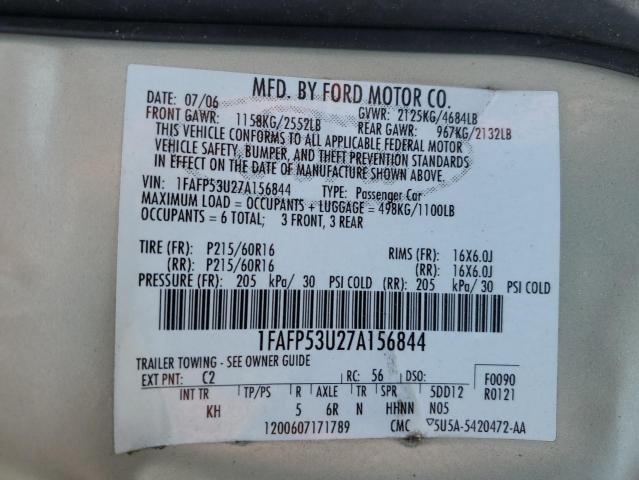 MFD. BY FORD MOTOR CO.
DATE: 07/06 GVWR: 2125KG/4684LB
FRONT GAWR: 1158KG/2552LB REAR GAWR: 967KG/2132LB
THIS VEHICLE CONFORMS TO ALL APPLICABLE FEDERAL MOTOR
VEHICLE SAFETY, BUMPER, AND THEFT PREVENTION STANDARDS
IN EFFECT ON THE DATE OF MANUFACTURE SHOWN ABOVE.
VIN: 1FAFP53U27A156844 TYPE: Passenger Car
MAXIMUM LOAD = OCCUPANTS + LUGGAGE = 498KG/1100LB
OCCUPANTS = 6 TOTAL; 3 FRONT, 3 REAR
TIRE (FR): P215/60R16 RIMS (FR): 16X6.0J
(RR): P215/60R16 (RR): 16X6.0J
PRESSURE (FR): 205 kPa/ 30 PSI COLD (RR): 205 kPa/ 30 PSI COLD
1FAFP53U27A156844
TRAILER TOWING - SEE OWNER GUIDE
EXT PNT: C2 RC: 56 DSO: F0090
INT TR TP/PS R AXLE TR SPR 5DD12 R0121
KH 5 6R N HHNN N05
1200607171789 CMC ▽5U5A-5420472-AA